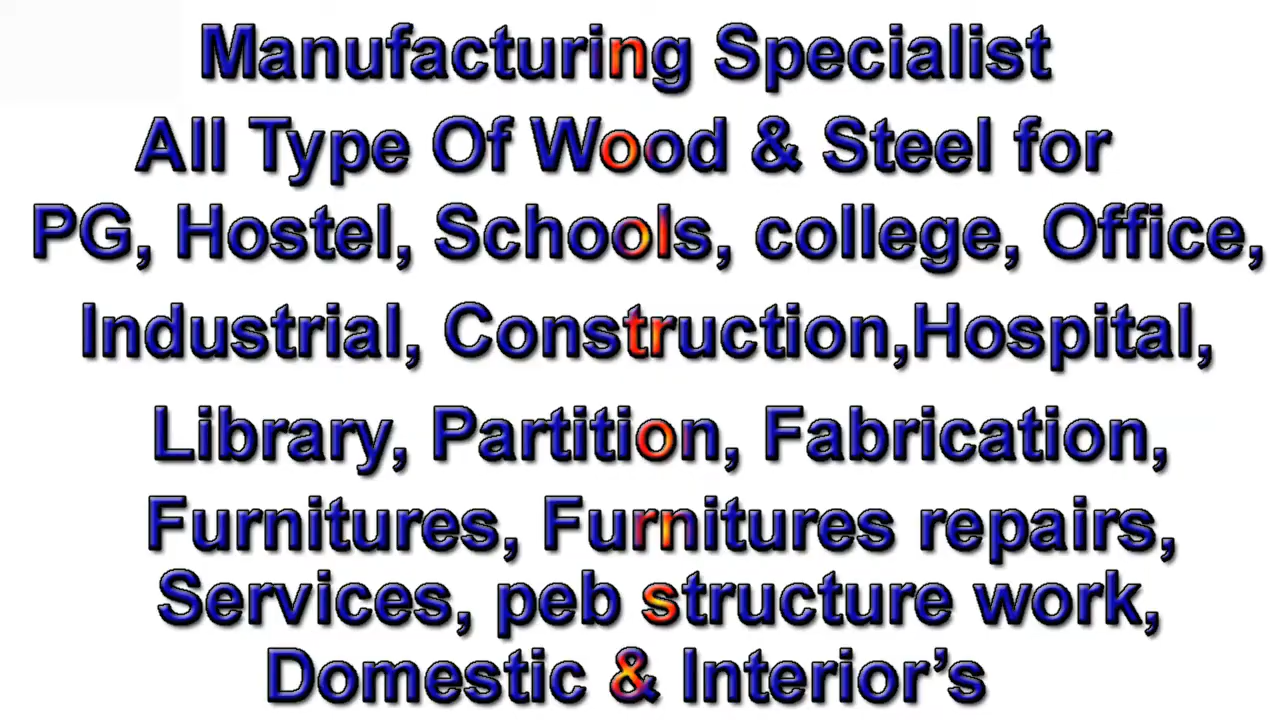 Manufacturing Specialist
All Type Of Wood & Steel for
PG, Hostel, Schools, college, Office,
Industrial, Construction,Hospital,
Library, Partition, Fabrication,
Furnitures, Furnitures repairs,
Services, peb structure work,
Domestic & Interior’s